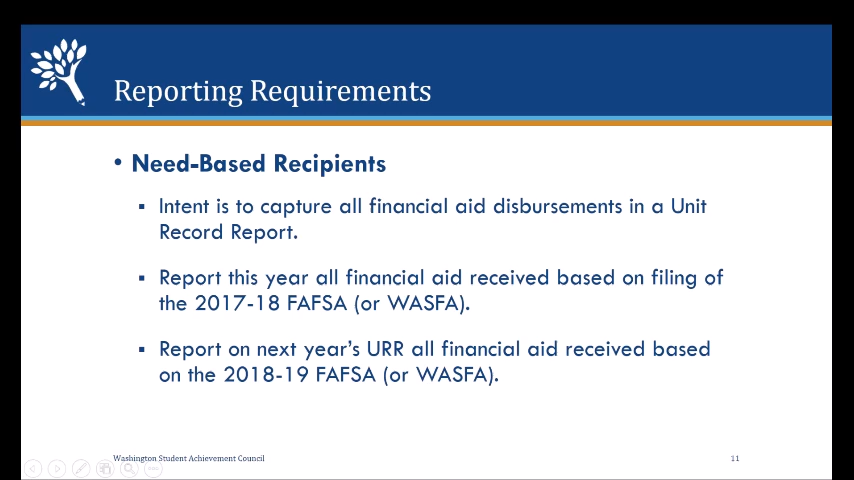 Reporting Requirements
• Need-Based Recipients
▪ Intent is to capture all financial aid disbursements in a Unit
Record Report.
▪ Report this year all financial aid received based on filing of
the 2017-18 FAFSA (or WASFA).
▪ Report on next year’s URR all financial aid received based
on the 2018-19 FAFSA (or WASFA).
Washington Student Achievement Council
11